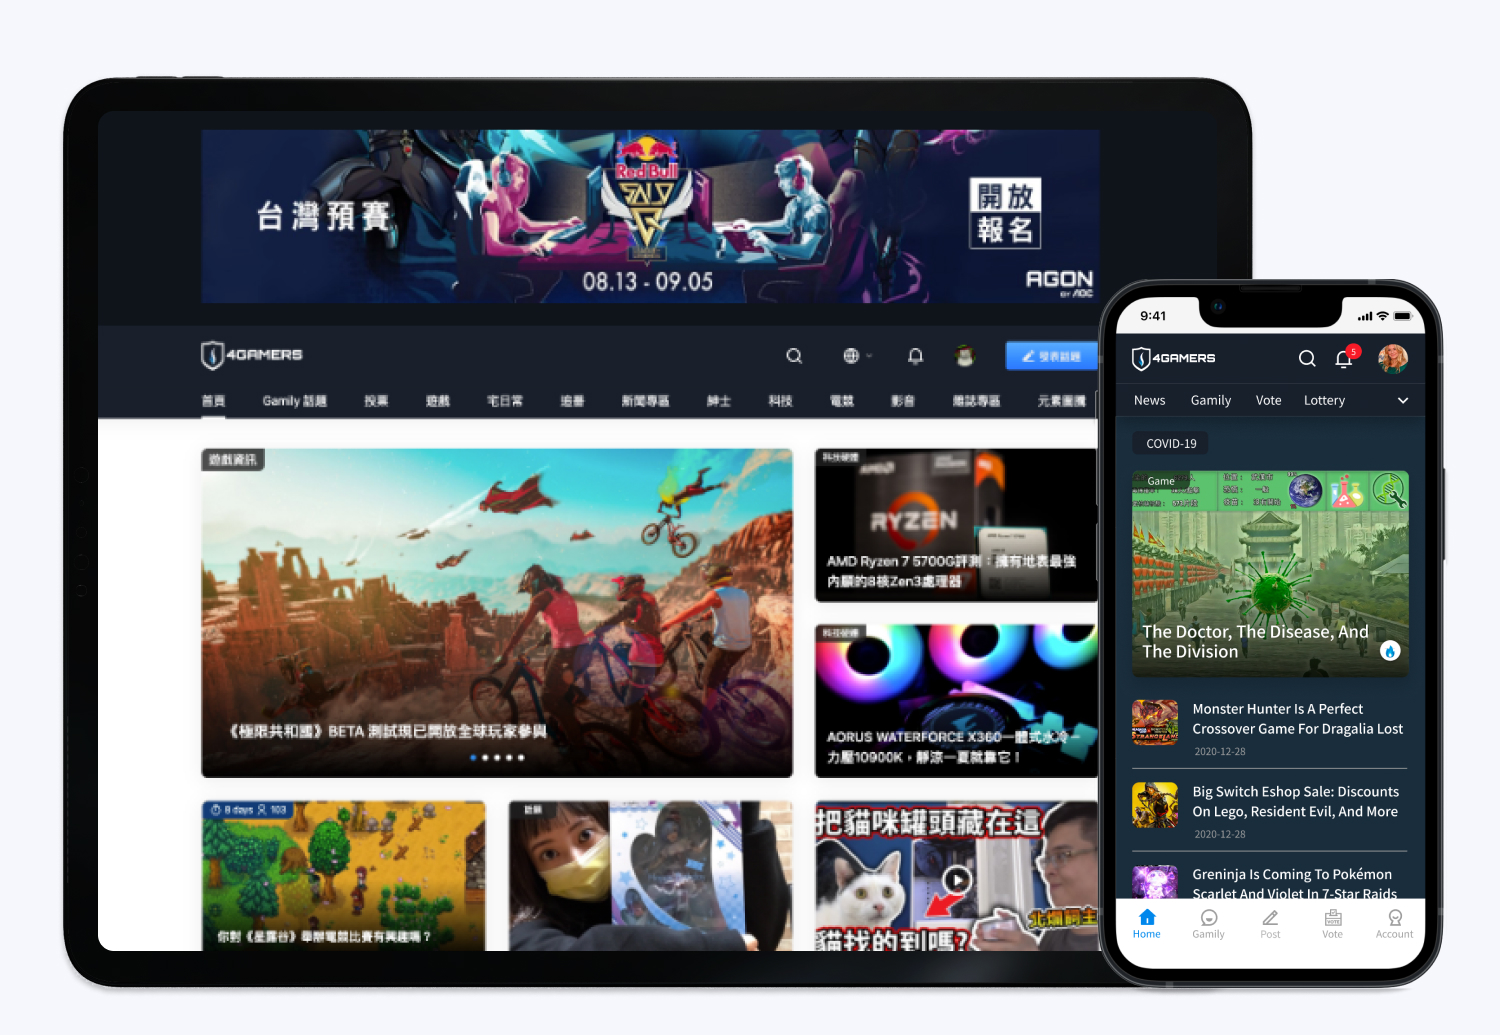 台灣預賽
Red Bull
08.13 - 09.05
開放
報名
AGON
BY AOC
4GAMERS
發表話題
首頁 Gamily 話題 投票 遊戲 宅日常 追番 新聞專區 紳士 科技 電競 影音 雜誌專區 元素圖騰
遊戲資訊
《極限共和國》BETA 測試現已開放全球玩家參與
科技硬體
RYZEN
AMD Ryzen 7 5700G評測：擁有地表最強
內顯的8核Zen3處理器
科技硬體
AORUS WATERFORCE X360一體式水冷－
力壓10900K，靜涼一夏就靠它！
8 days 103
你對《星露谷》舉辦電競比賽有興趣嗎？
話題
把貓咪罐頭藏在這
北爛飼主
貓找的到嗎?
9:41
4GAMERS
5
News Gamily Vote Lottery
COVID-19
Game
The Doctor, The Disease, And
The Division
Monster Hunter Is A Perfect
Crossover Game For Dragalia Lost
2020-12-28
Big Switch Eshop Sale: Discounts
On Lego, Resident Evil, And More
2020-12-28
Greninja Is Coming To Pokémon
Scarlet And Violet In 7-Star Raids
Home Gamily Post Vote Account